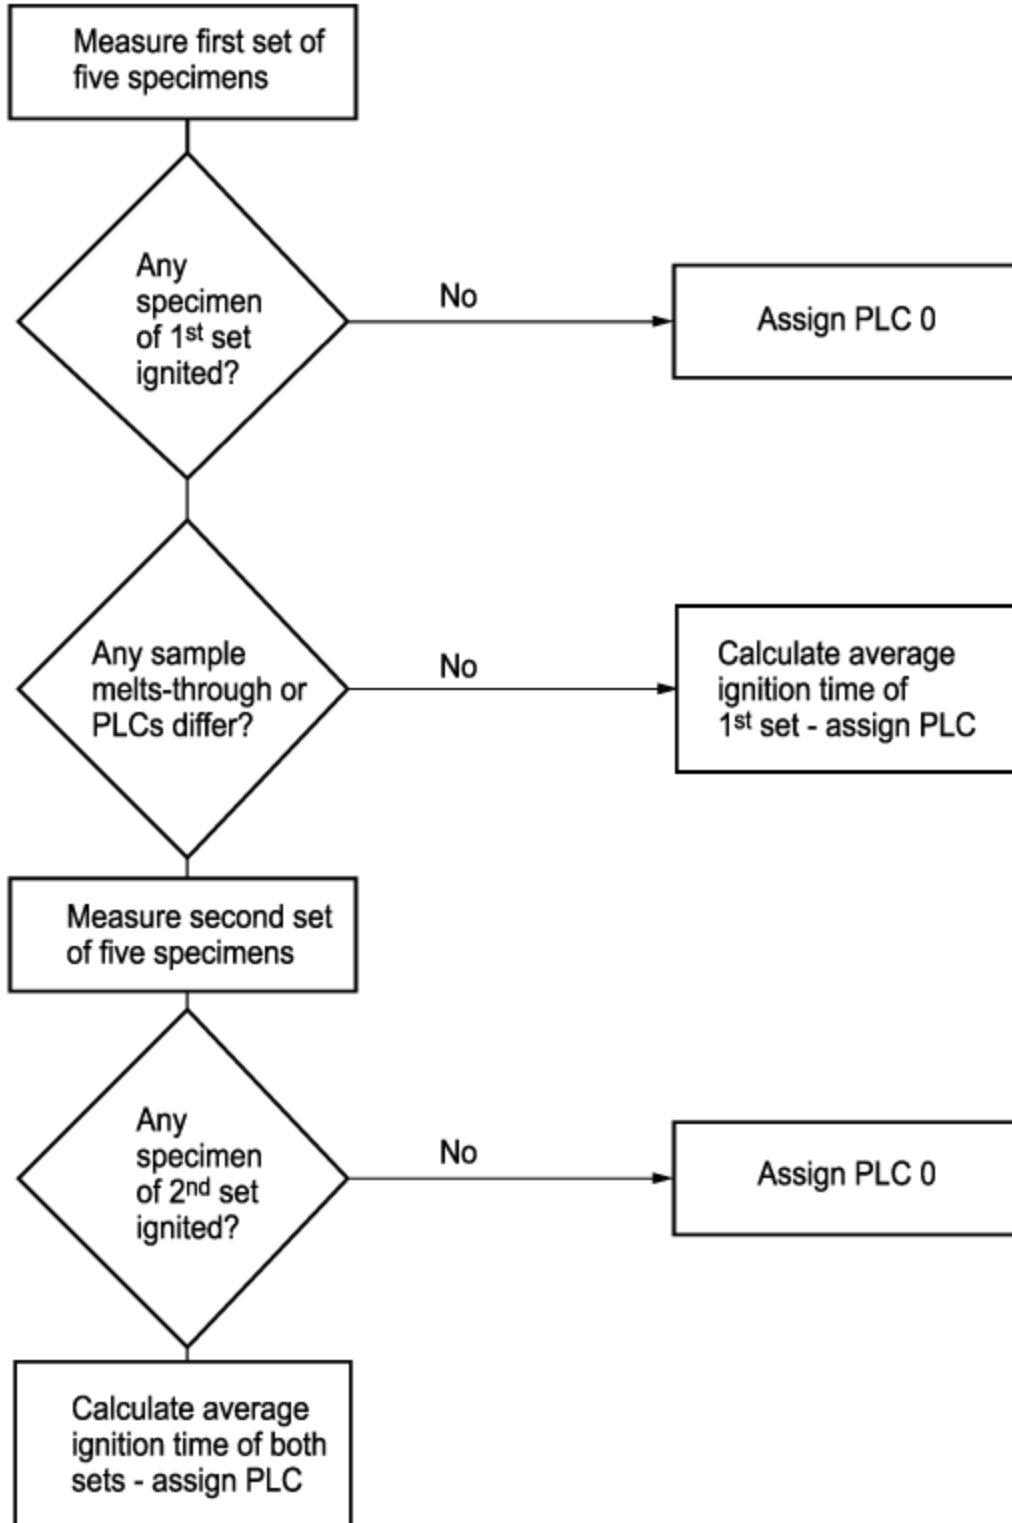 Measure first set of
five specimens
Any
specimen
of 1st set
ignited?
No
Assign PLC 0
Any sample
melts-through or
PLCs differ?
No
Calculate average
ignition time of
1st set - assign PLC
Measure second set
of five specimens
Any
specimen
of 2nd set
ignited?
No
Assign PLC 0
Calculate average
ignition time of both
sets - assign PLC